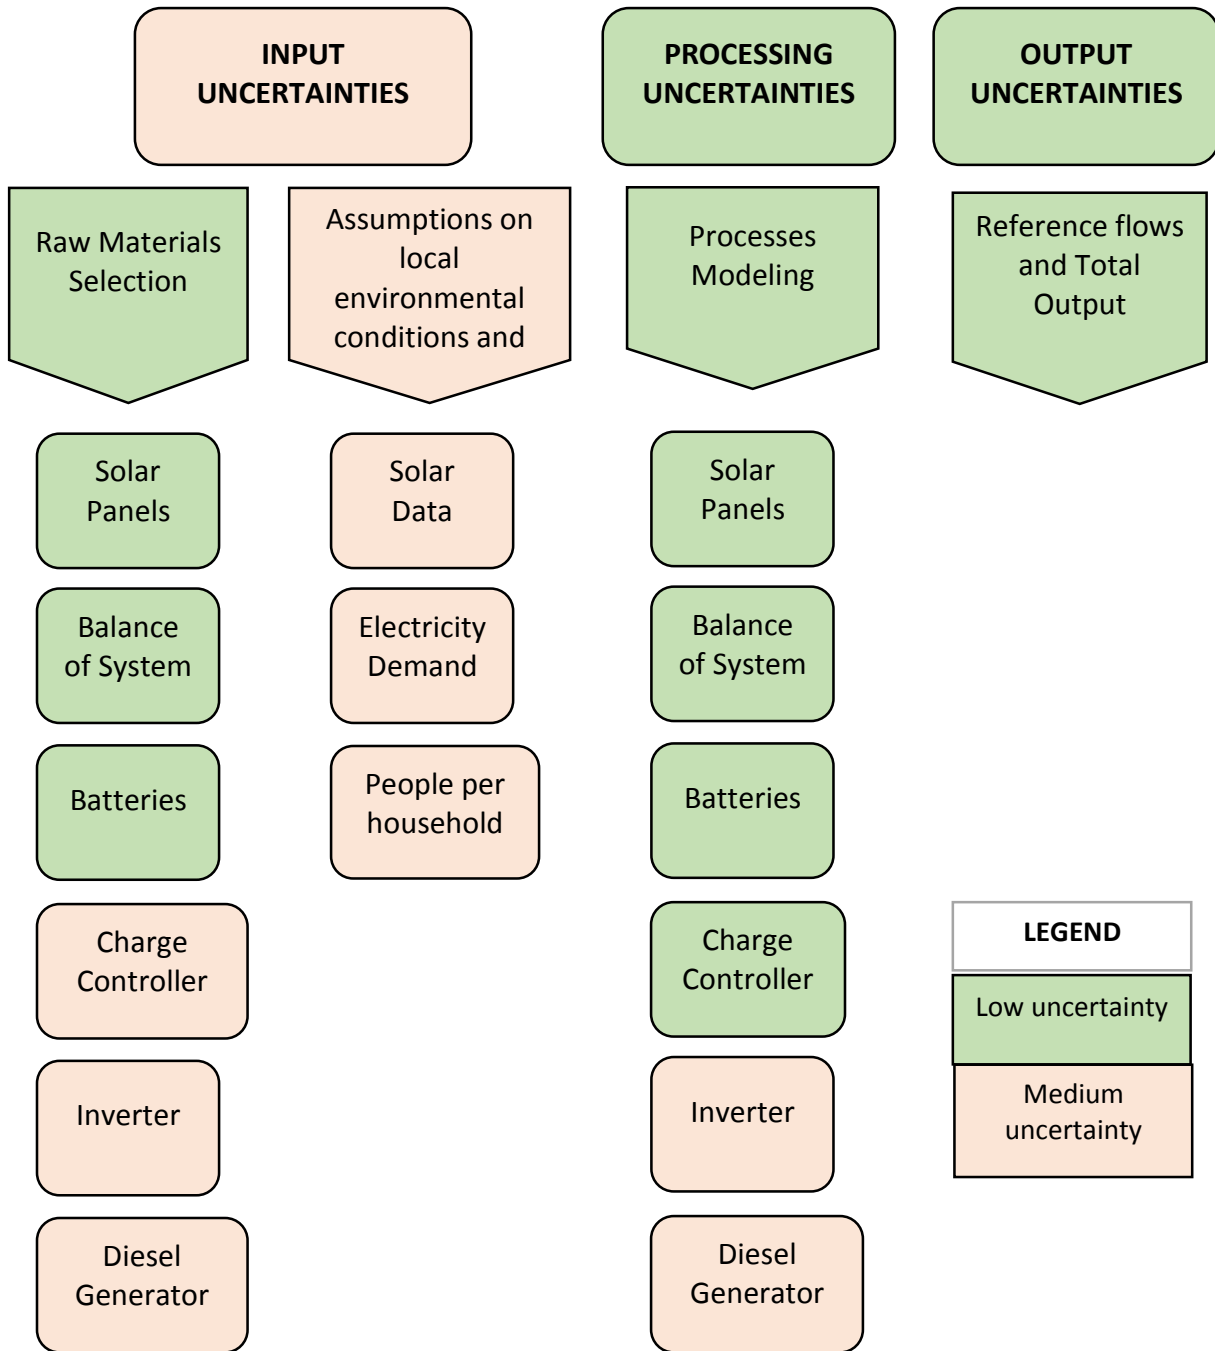 INPUT
UNCERTAINTIES
PROCESSING
UNCERTAINTIES
OUTPUT
UNCERTAINTIES
Raw Materials
Selection
Assumptions on
local
environmental
conditions and
Processes
Modeling
Reference flows
and Total
Output
Solar
Panels
Solar
Data
Solar
Panels
Balance
of System
Electricity
Demand
Balance
of System
Batteries
People per
household
Batteries
Charge
Controller
Charge
Controller
LEGEND
Low uncertainty
Medium
uncertainty
Inverter
Inverter
Diesel
Generator
Diesel
Generator